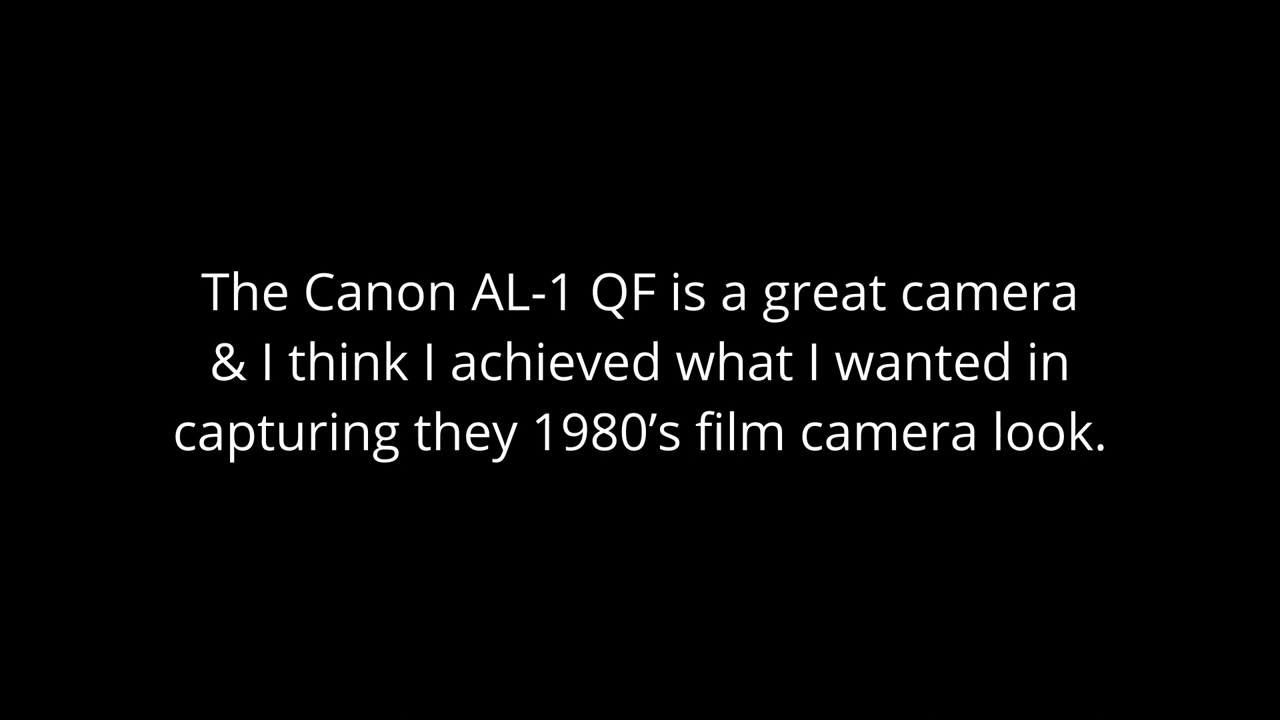 The Canon AL-1 QF is a great camera
& I think I achieved what I wanted in
capturing they 1980’s film camera look.